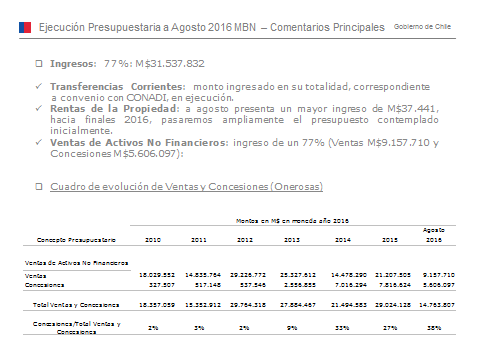 Ejecución Presupuestaria a Agosto 2016 MBN – Comentarios Principales
Gobierno de Chile
Ingresos: 77%: M$31.537.832
Transferencias Corrientes: monto ingresado en su totalidad, correspondiente
a convenio con CONADI, en ejecución.
Rentas de la Propiedad: a agosto presenta un mayor ingreso de M$37.441,
hacia finales 2016, pasaremos ampliamente el presupuesto contemplado
inicialmente.
Ventas de Activos No Financieros: ingreso de un 77% (Ventas M$9.157.710 y
Concesiones M$5.606.097):
Cuadro de evolución de Ventas y Concesiones (Onerosas)
Montos en M$ en moneda año 2016
Agosto
Concepto Presupuestario 2010 2011 2012 2013 2014 2015 2016
Ventas de Activos No Financieros
Ventas 18.029.552 14.835.764 29.226.772 25.327.612 14.478.290 21.207.505 9.157.710
Concesiones 327.507 517.148 537.546 2.556.855 7.016.294 7.816.624 5.606.097
Total Ventas y Concesiones 18.357.059 15.352.912 29.764.318 27.884.467 21.494.583 29.024.128 14.763.807
Concesiones/Total Ventas y 2% 3% 2% 9% 33% 27% 38%
Concesiones